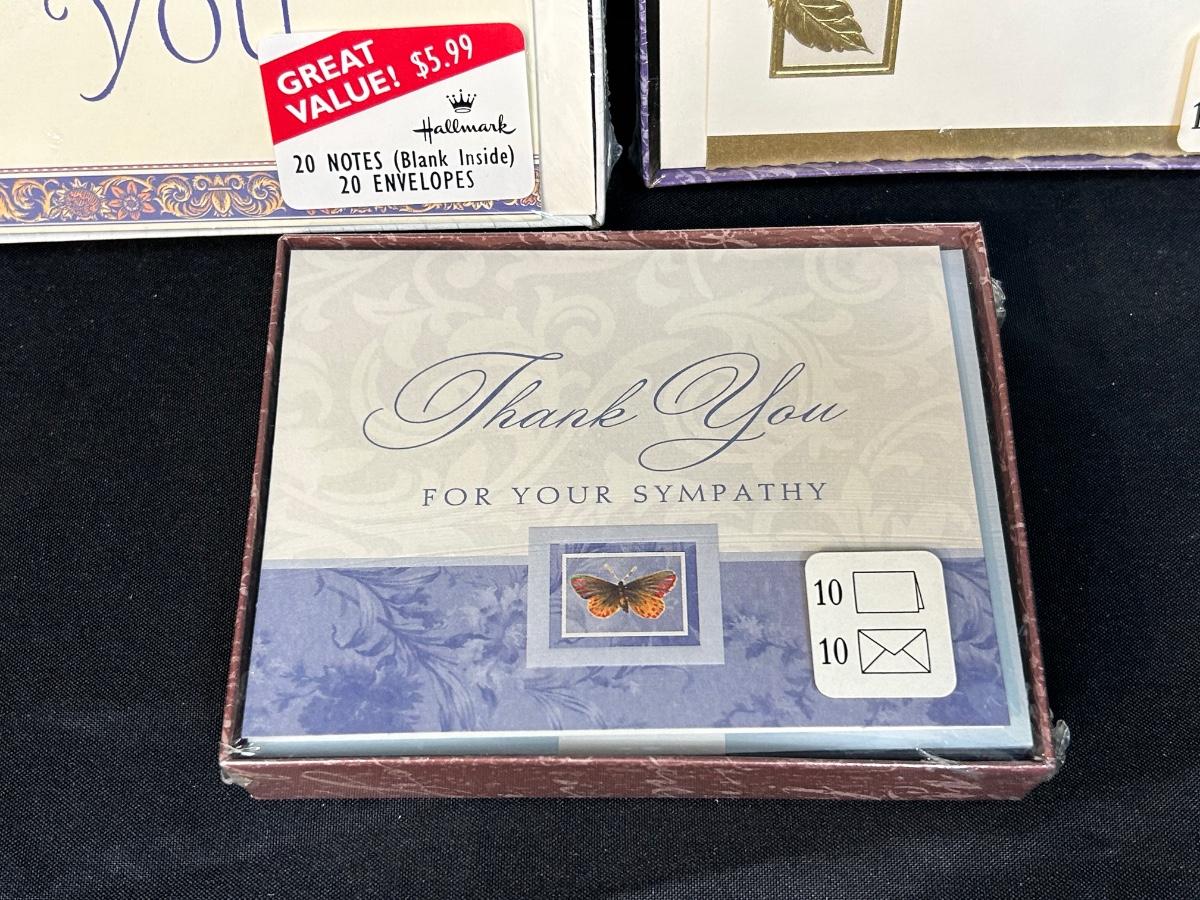 you
GREAT
VALUE! $5.99
Hallmark
20 NOTES (Blank Inside)
20 ENVELOPES
1
Thank You
FOR YOUR SYMPATHY
10
10